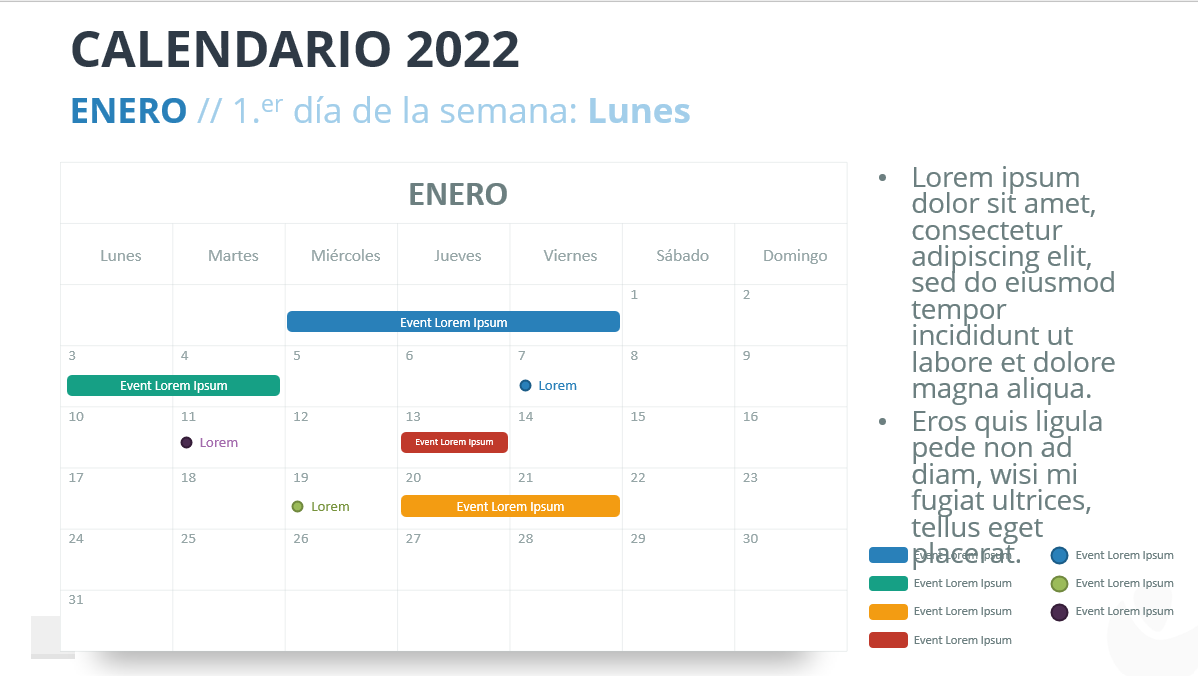 CALENDARIO 2022
ENERO // 1.er día de la semana: Lunes
ENERO
Lunes Martes Miércoles Jueves Viernes Sábado Domingo
1 2
Event Lorem Ipsum
3 4 5 6 7 8 9
Event Lorem Ipsum Lorem
10 11 12 13 14 15 16
Lorem Event Lorem Ipsum
17 18 19 20 21 22 23
Lorem Event Lorem Ipsum
24 25 26 27 28 29 30
31
• Lorem ipsum
dolor sit amet,
consectetur
adipiscing elit,
sed do eiusmod
tempor
incididunt ut
labore et dolore
magna aliqua.
• Eros quis ligula
pede non ad
diam, wisi mi
fugiat ultrices,
tellus eget
placerat.
Event Lorem Ipsum Event Lorem Ipsum
Event Lorem Ipsum Event Lorem Ipsum
Event Lorem Ipsum Event Lorem Ipsum
Event Lorem Ipsum